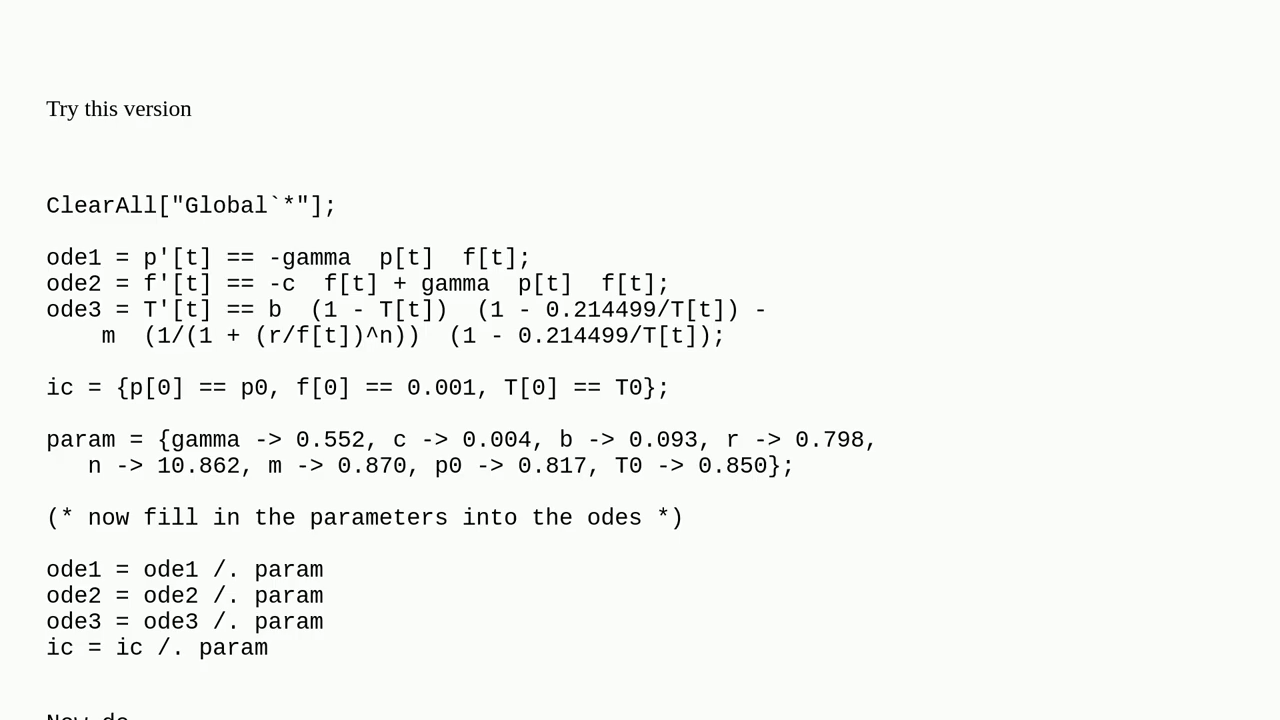 Try this version
ClearAll["Global`*"];
ode1 = p'[t] == -gamma  p[t]  f[t];
ode2 = f'[t] == -c  f[t] + gamma  p[t]  f[t];
ode3 = T'[t] == b  (1 - T[t])  (1 - 0.214499/T[t]) -
    m  (1/(1 + (r/f[t])^n))  (1 - 0.214499/T[t]);
ic = {p[0] == p0, f[0] == 0.001, T[0] == T0};
param = {gamma -> 0.552, c -> 0.004, b -> 0.093, r -> 0.798,
   n -> 10.862, m -> 0.870, p0 -> 0.817, T0 -> 0.850};
(* now fill in the parameters into the odes *)
ode1 = ode1 /. param
ode2 = ode2 /. param
ode3 = ode3 /. param
ic = ic /. param
Now do